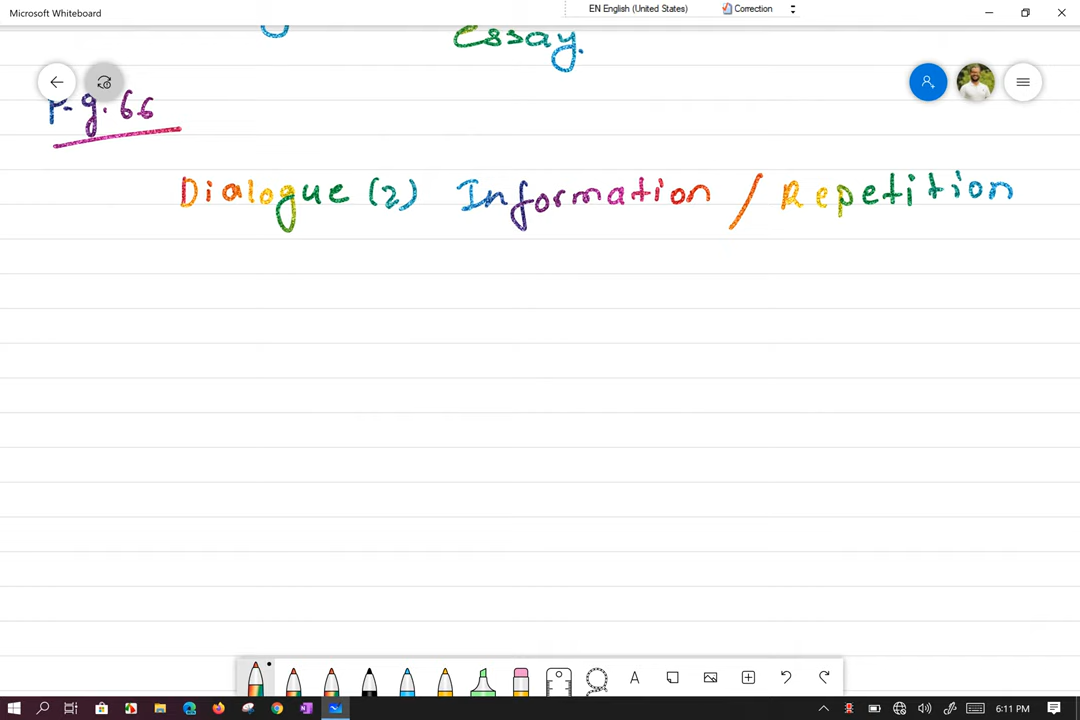 Microsoft Whiteboard
EN English (United States)
Correction
Essay.
P.g. 66
Dialogue (2) Information / Repetition
A
6:11 PM